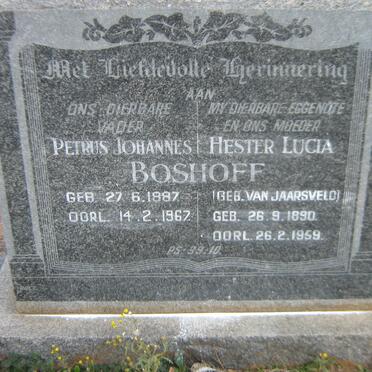 Met Liefdevolle Herinnering
AAN
ONS DIERBARE
VADER
PETRUS JOHANNES
MY DIERBARE EGGENOTE
EN ONS MOEDER
HESTER LUCIA
BOSHOFF
GEB. 27.6.1887
OORL. 14.2.1967
(GEB. VAN JAARSVELD)
GEB. 26.9.1890.
OORL. 26.2.1959.
PS-99:10